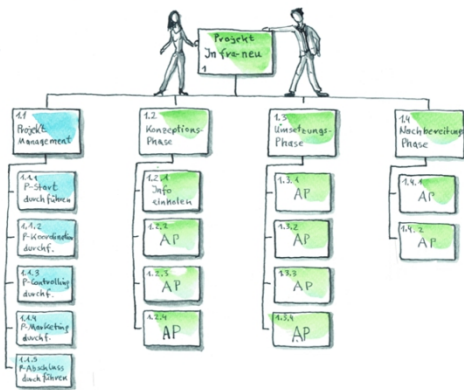 Projekt
Infra-neu
1
1.1
Projekt
Management
1.1.1
P-Start
durchführen
1.1.2
P-Koordination
durchf.
1.1.3
P-Controlling
durchf.
1.1.4
P-Marketing
durchf.
1.1.5
P-Abschluss
durchführen
1.2
Konzeptions-
Phase
1.2.1
Info
einholen
1.2.2
AP
1.2.3
AP
1.2.4
AP
1.3
Umsetzungs-
Phase
1.3.1
AP
1.3.2
AP
1.3.3
AP
1.3.4
AP
1.4
Nachbereitungs
Phase
1.4.1
AP
1.4.2
AP